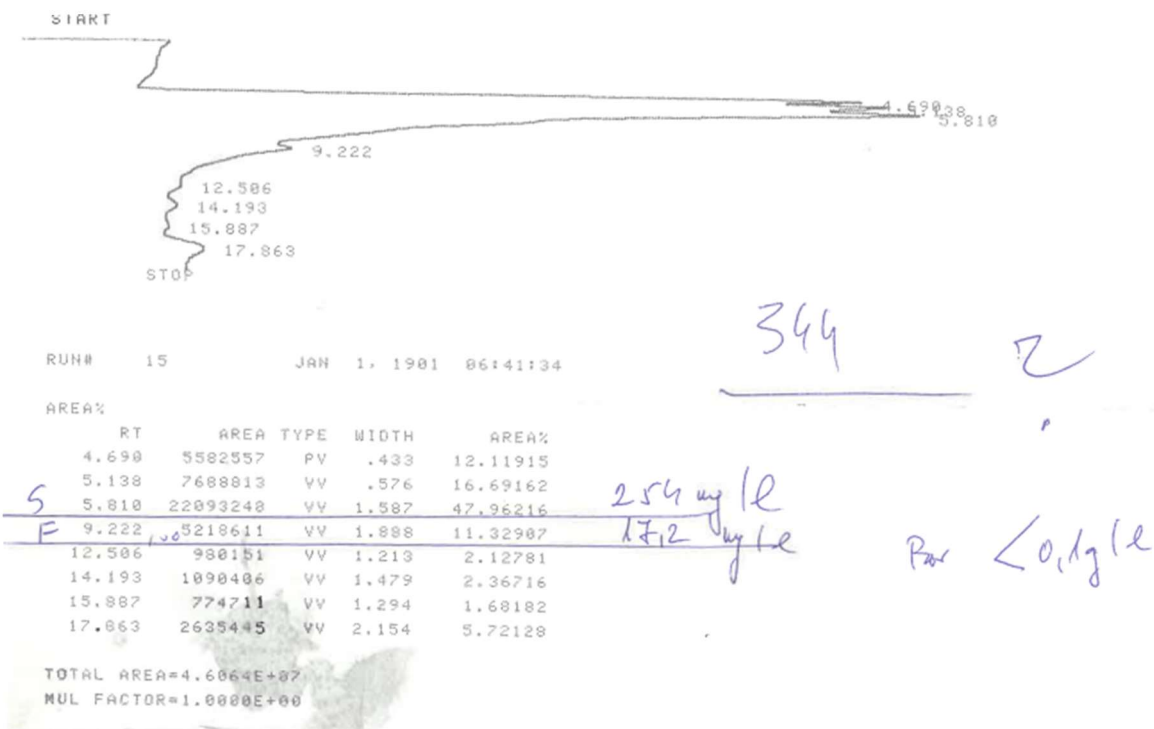 START
4.690
5.138
5.810
9.222
12.506
14.193
15.887
17.863
STOP
344
RUN# 15 JAN 1, 1901 06:41:34
AREA%
RT AREA TYPE WIDTH AREA%
4.690 5582557 PV .433 12.11915
5.138 7688813 VV .576 16.69162
S 5.810 22093248 VV 1.587 47.96216 254 mg/l
F 9.222 5218611 VV 1.888 11.32907 17,2 mg/l <0,1g/l
12.506 980151 VV 1.213 2.12781
14.193 1090406 VV 1.479 2.36716
15.887 774711 VV 1.294 1.68182
17.863 2635445 VV 2.154 5.72128
TOTAL AREA=4.6064E+07
MUL FACTOR=1.0000E+00